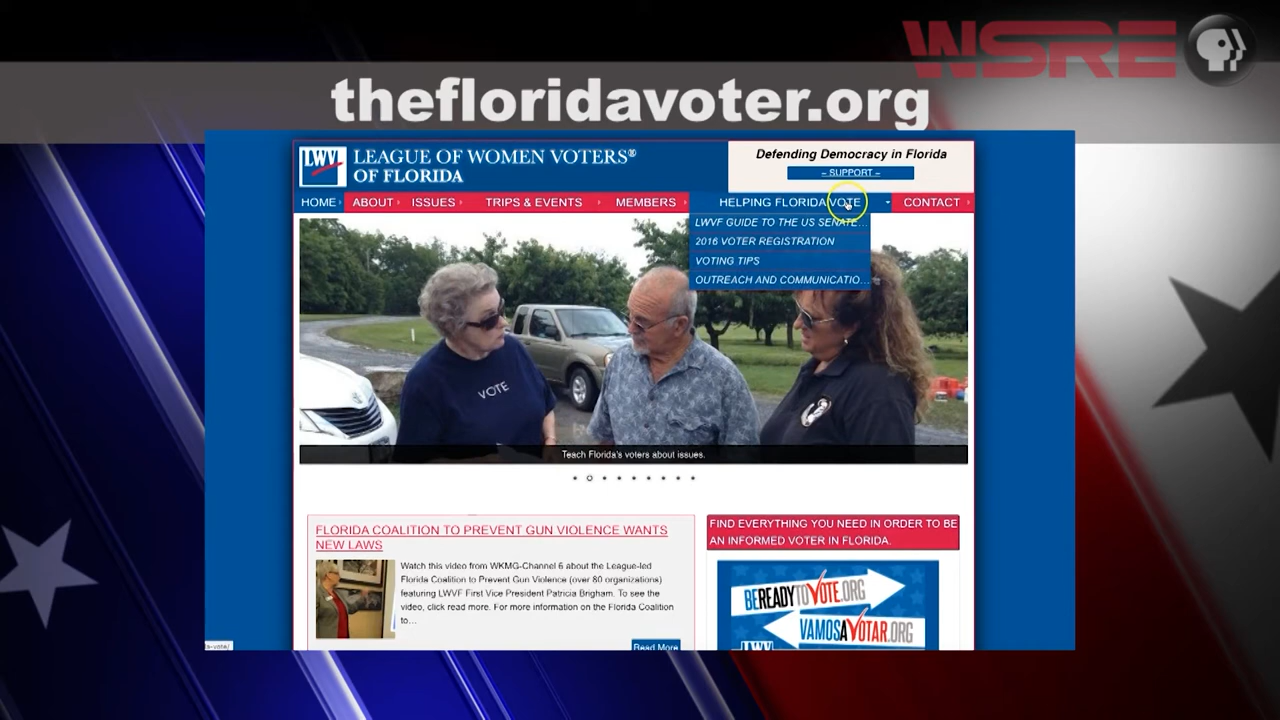 WSRE
thefloridavoter.org
LWV
LEAGUE OF WOMEN VOTERS®
OF FLORIDA
Defending Democracy in Florida
– SUPPORT –
HOME
ABOUT
ISSUES
TRIPS & EVENTS
MEMBERS
HELPING FLORIDA VOTE
CONTACT
LWVF GUIDE TO THE US SENATE...
2016 VOTER REGISTRATION
VOTING TIPS
OUTREACH AND COMMUNICATIO...
VOTE
Teach Florida's voters about issues.
FLORIDA COALITION TO PREVENT GUN VIOLENCE WANTS
NEW LAWS
Watch this video from WKMG-Channel 6 about the League-led
Florida Coalition to Prevent Gun Violence (over 80 organizations)
featuring LWVF First Vice President Patricia Brigham. To see the
video, click read more. For more information on the Florida Coalition
to...
Read More
FIND EVERYTHING YOU NEED IN ORDER TO BE
AN INFORMED VOTER IN FLORIDA.
BEREADYTOVOTE.ORG
VAMOSAVOTAR.ORG
LWV